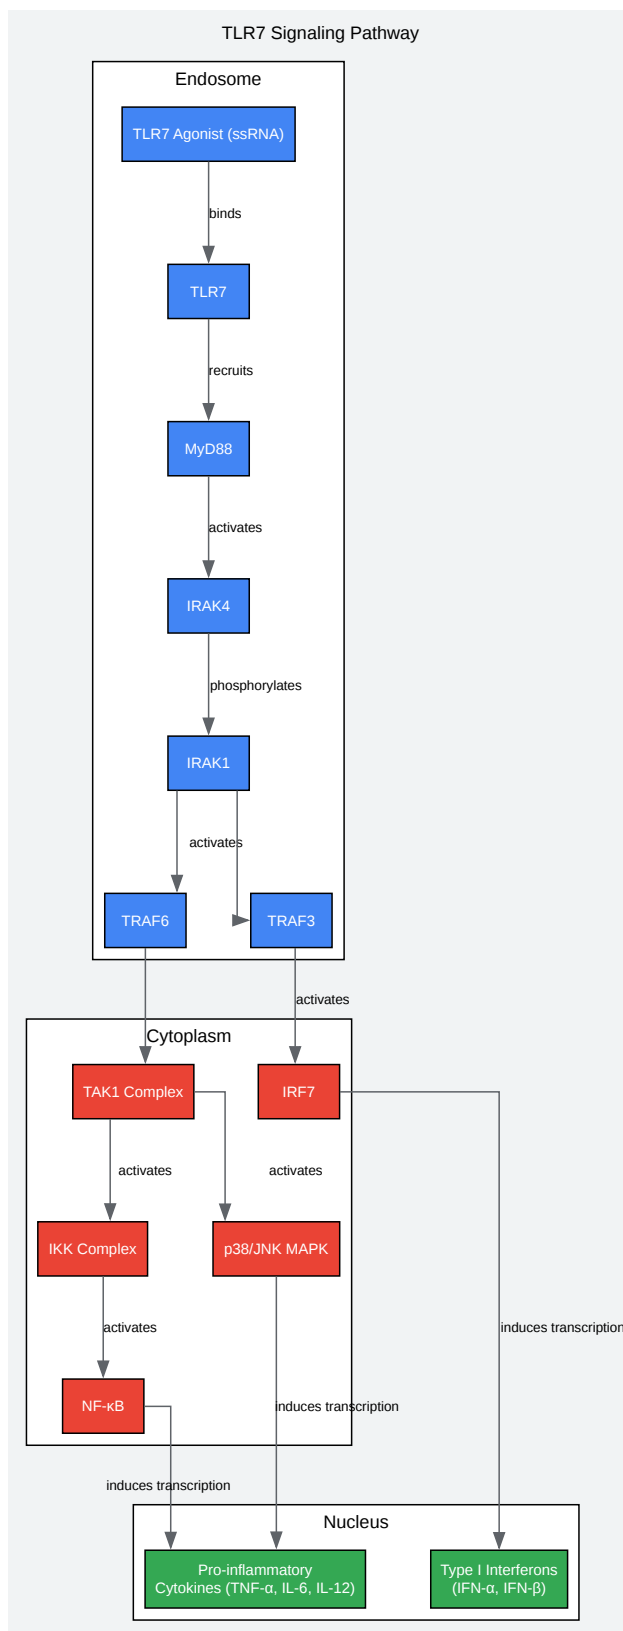 TLR7 Signaling Pathway
Endosome
TLR7 Agonist (ssRNA)
binds
TLR7
recruits
MyD88
activates
IRAK4
phosphorylates
IRAK1
activates
TRAF6
TRAF3
activates
Cytoplasm
TAK1 Complex
IRF7
activates
activates
IKK Complex
p38/JNK MAPK
activates
induces transcription
NF-κB
induces transcription
induces transcription
Nucleus
Pro-inflammatory
Cytokines (TNF-α, IL-6, IL-12)
Type I Interferons
(IFN-α, IFN-β)